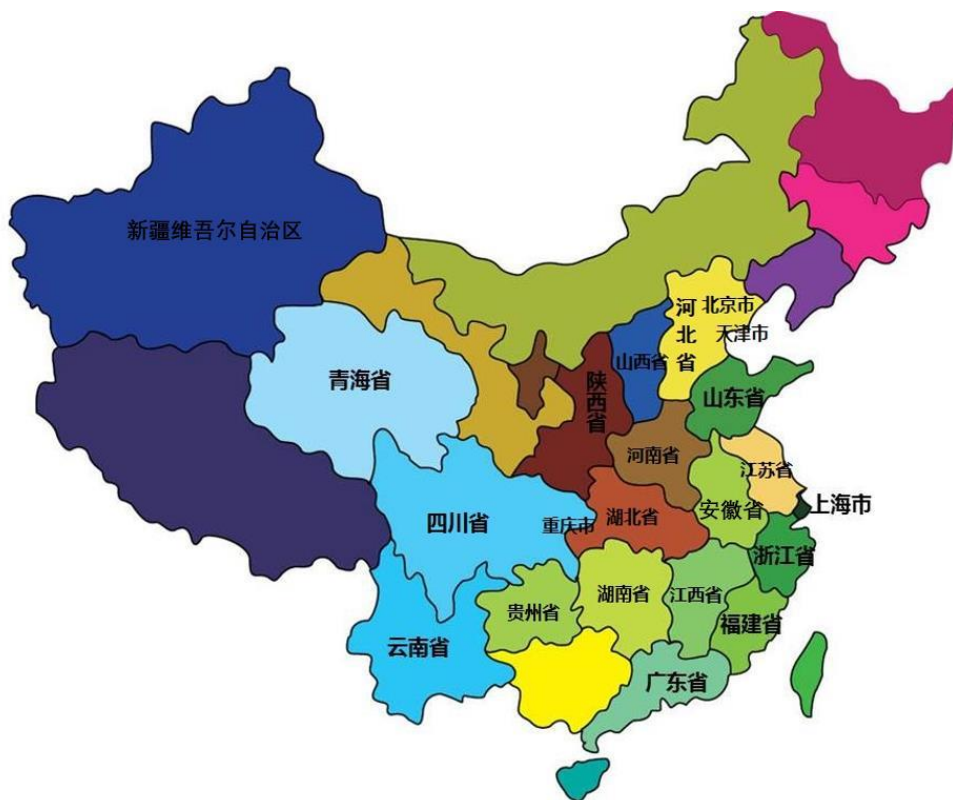 新疆维吾尔自治区
河北省
北京市
天津市
山西省
青海省
陕西省
山东省
河南省
江苏省
安徽省
上海市
四川省
重庆市
湖北省
浙江省
湖南省
江西省
贵州省
福建省
云南省
广东省